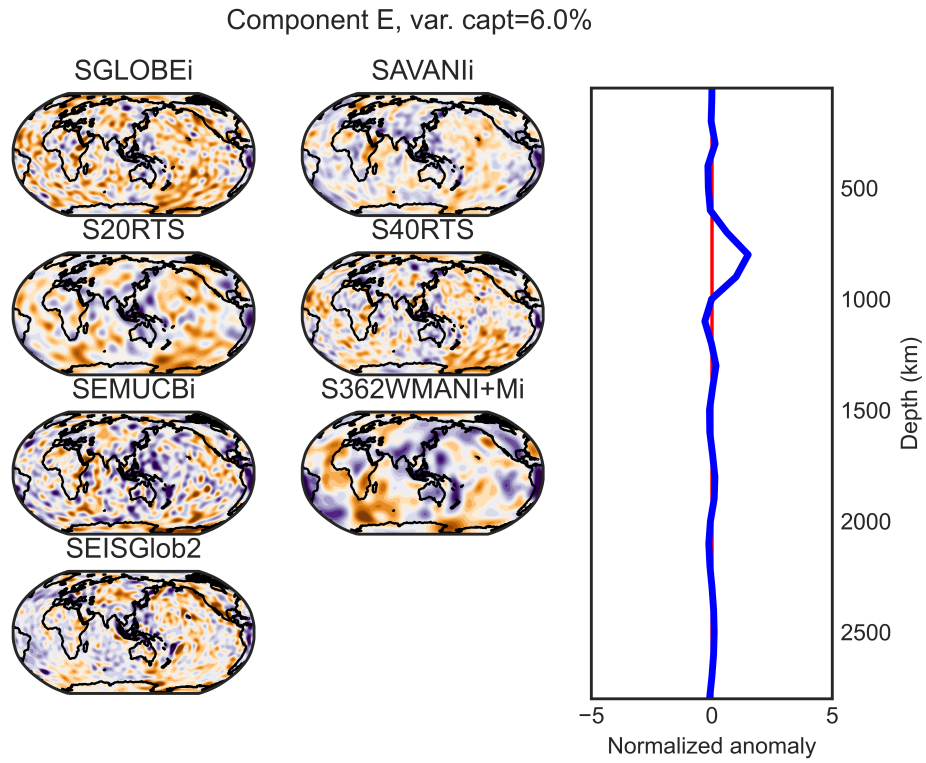 Component E, var. capt=6.0%
SGLOBEi
SAVANIi
S20RTS
S40RTS
SEMUCBi
S362WMANI+Mi
SEISGlob2
500
1000
1500
2000
2500
Depth (km)
−5
0
5
Normalized anomaly